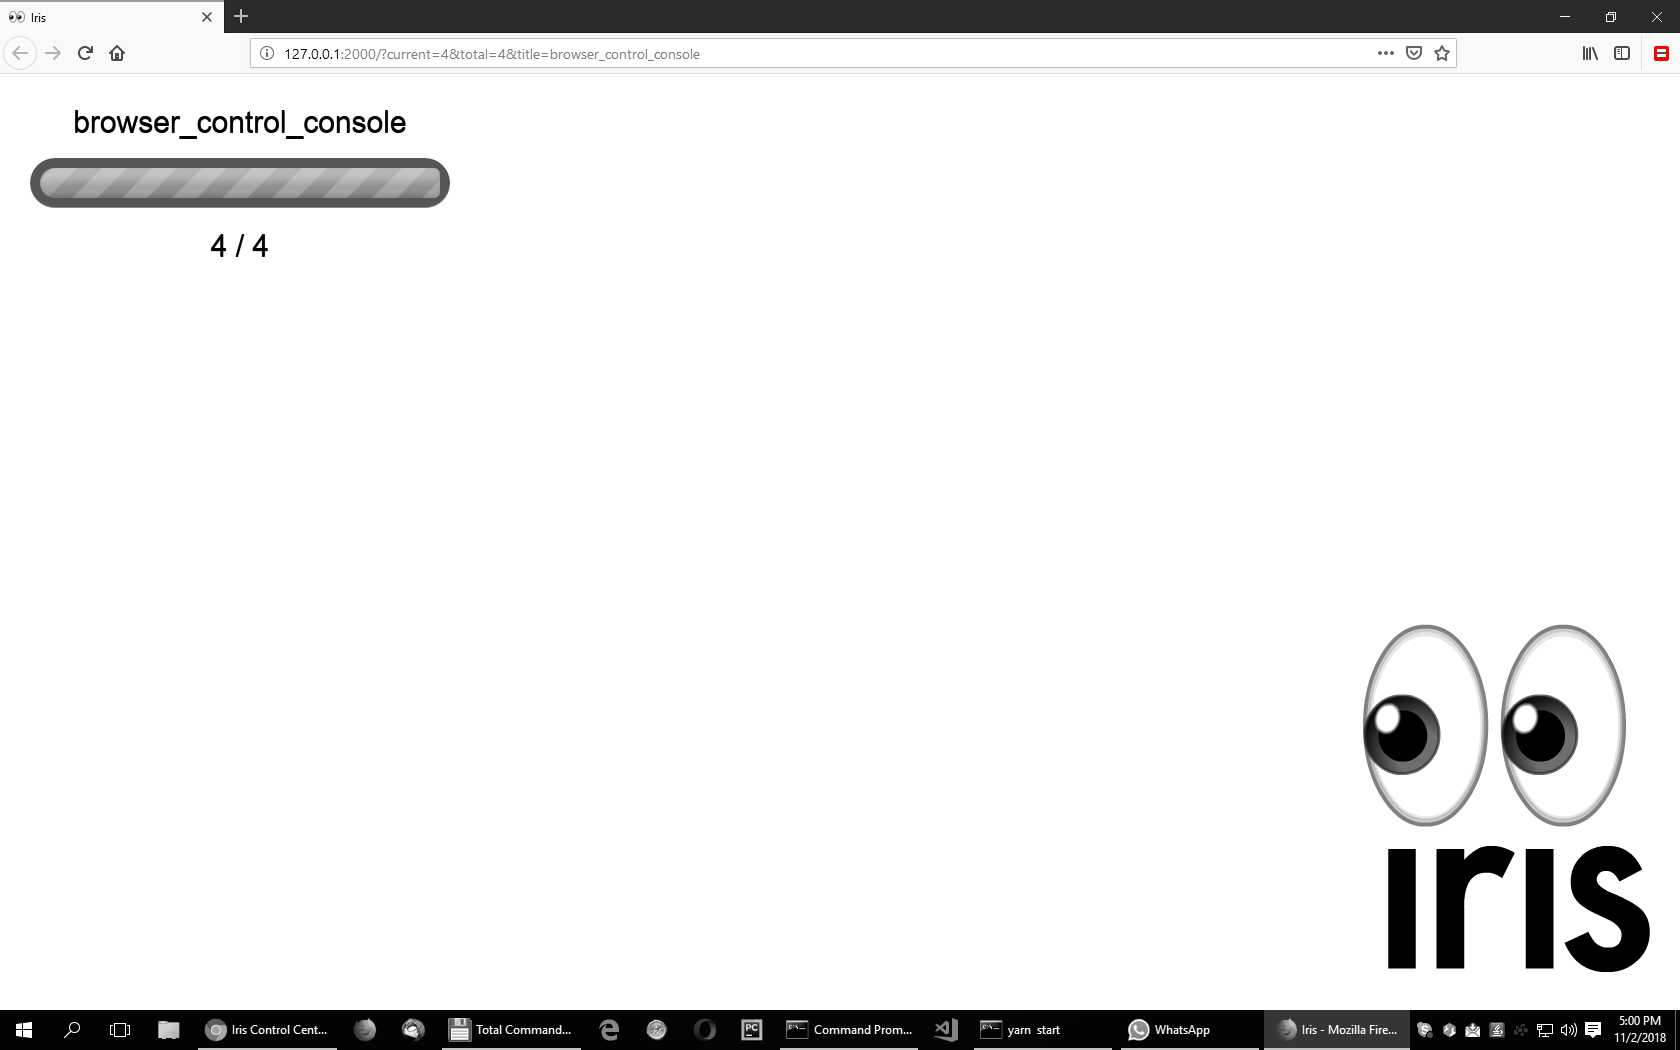 Iris
127.0.0.1:2000/?current=4&total=4&title=browser_control_console
browser_control_console
4 / 4
iris
Iris Control Cent...
Total Command...
PC
Command Prom...
yarn start
WhatsApp
Iris - Mozilla Fire...
5:00 PM
11/2/2018